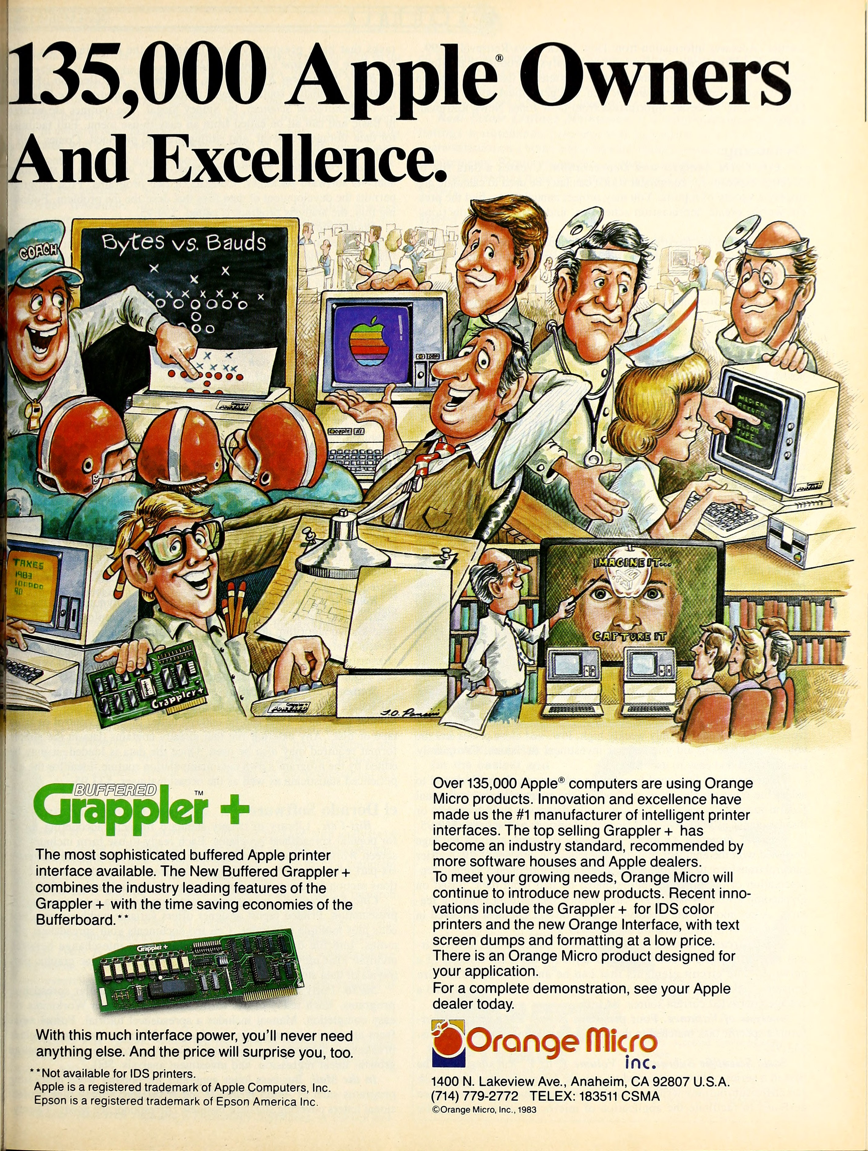 135,000 Apple® Owners
And Excellence.
COACH
Bytes vs. Bauds
MEDICAL
RECORD
BLOOD
TYPE
TAXES
1983
Grappler+
IMAGINE IT...
CAPTURE IT
BUFFERED
Grappler™ +
The most sophisticated buffered Apple printer
interface available. The New Buffered Grappler +
combines the industry leading features of the
Grappler + with the time saving economies of the
Bufferboard.**
Grappler +
With this much interface power, you'll never need
anything else. And the price will surprise you, too.
**Not available for IDS printers.
Apple is a registered trademark of Apple Computers, Inc.
Epson is a registered trademark of Epson America Inc.
Over 135,000 Apple® computers are using Orange
Micro products. Innovation and excellence have
made us the #1 manufacturer of intelligent printer
interfaces. The top selling Grappler + has
become an industry standard, recommended by
more software houses and Apple dealers.
To meet your growing needs, Orange Micro will
continue to introduce new products. Recent inno-
vations include the Grappler + for IDS color
printers and the new Orange Interface, with text
screen dumps and formatting at a low price.
There is an Orange Micro product designed for
your application.
For a complete demonstration, see your Apple
dealer today.
Orange Micro
inc.
1400 N. Lakeview Ave., Anaheim, CA 92807 U.S.A.
(714) 779-2772 TELEX: 183511 CSMA
©Orange Micro, Inc., 1983